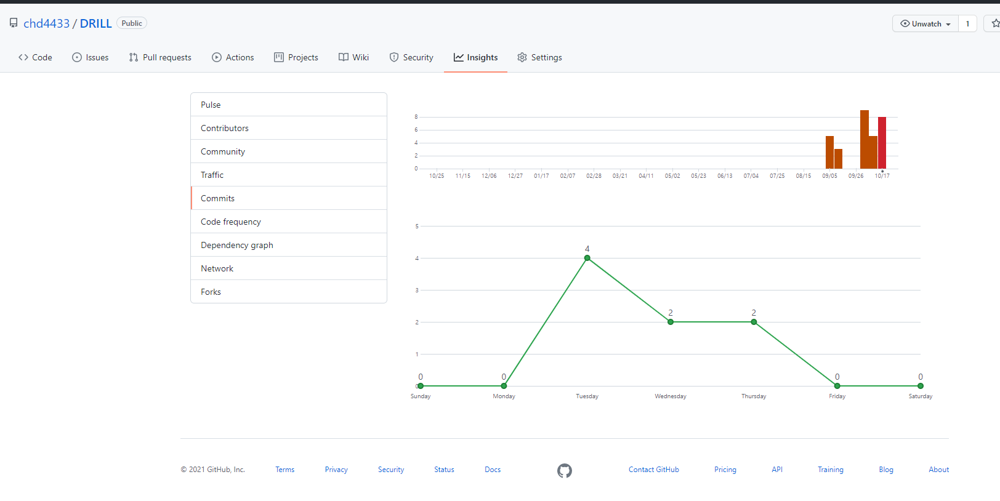 chd4433 / DRILL Public
Unwatch 1
Code Issues Pull requests Actions Projects Wiki Security Insights Settings
Pulse
Contributors
Community
Traffic
Commits
Code frequency
Dependency graph
Network
Forks
8
6
4
2
0
10/25 11/15 12/06 12/27 01/17 02/07 02/28 03/21 04/11 05/02 05/23 06/13 07/04 07/25 08/15 09/05 09/26 10/17
5
4
4
3
2 2
2
1
0 0 0 0
0
Sunday Monday Tuesday Wednesday Thursday Friday Saturday
© 2021 GitHub, Inc. Terms Privacy Security Status Docs Contact GitHub Pricing API Training Blog About